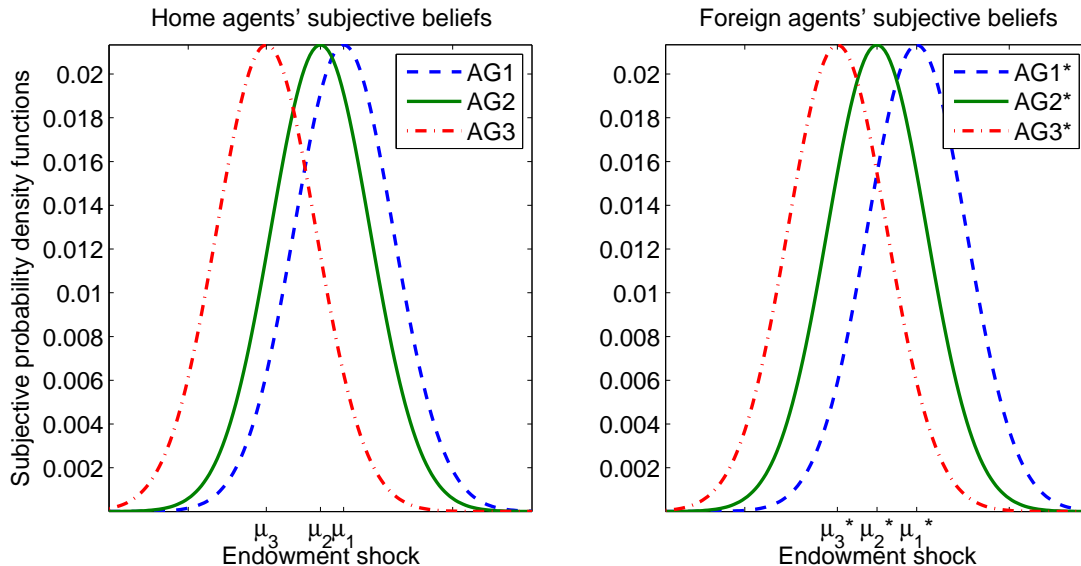 Home agents’ subjective beliefs
Subjective probability density functions
0.02
0.018
0.016
0.014
0.012
0.01
0.008
0.006
0.004
0.002
AG1
AG2
AG3
μ3 μ2 μ1
Endowment shock
Foreign agents’ subjective beliefs
0.02
0.018
0.016
0.014
0.012
0.01
0.008
0.006
0.004
0.002
AG1*
AG2*
AG3*
μ3* μ2* μ1*
Endowment shock